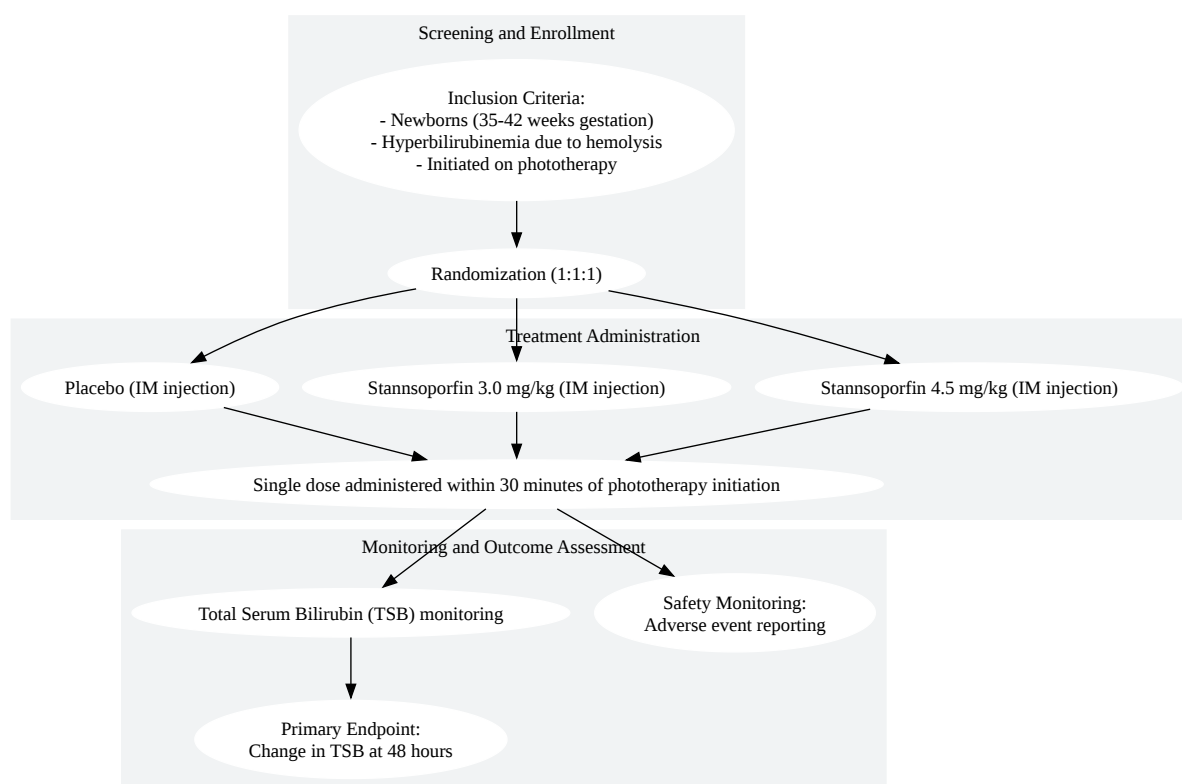 Screening and Enrollment
Inclusion Criteria:
- Newborns (35-42 weeks gestation)
- Hyperbilirubinemia due to hemolysis
- Initiated on phototherapy
Randomization (1:1:1)
Treatment Administration
Placebo (IM injection)
Stannsoporfin 3.0 mg/kg (IM injection)
Stannsoporfin 4.5 mg/kg (IM injection)
Single dose administered within 30 minutes of phototherapy initiation
Monitoring and Outcome Assessment
Total Serum Bilirubin (TSB) monitoring
Safety Monitoring:
Adverse event reporting
Primary Endpoint:
Change in TSB at 48 hours